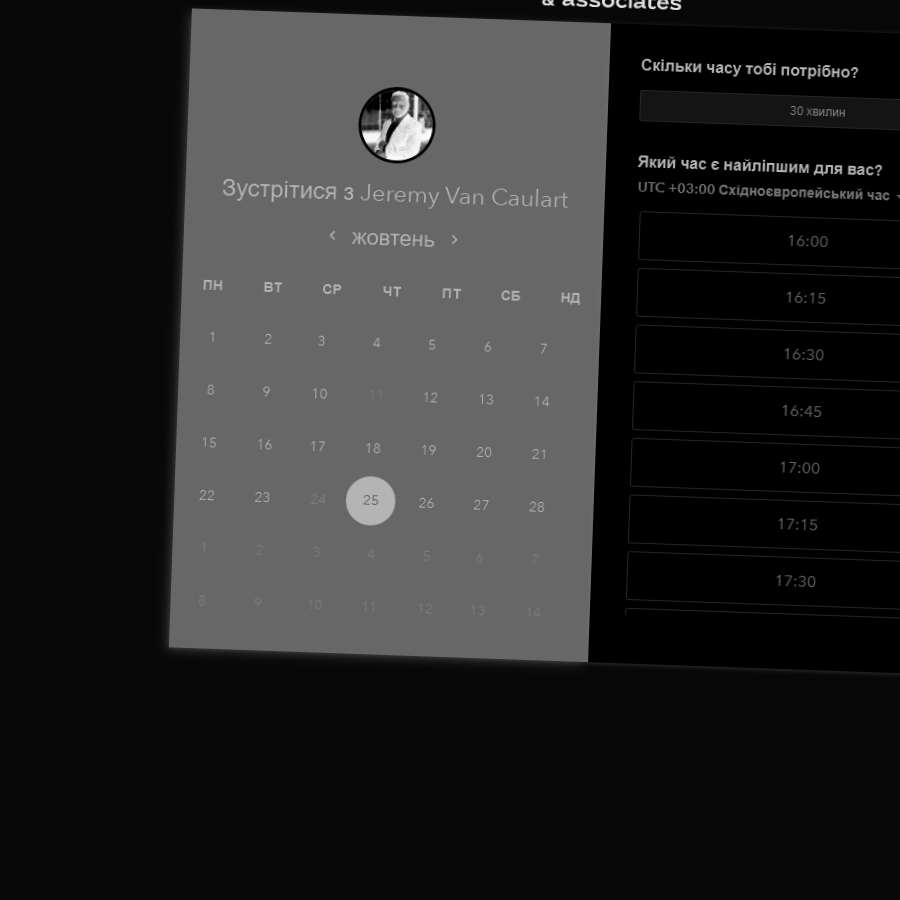 & associates
Зустрітися з Jeremy Van Caulart
жовтень
ПН ВТ СР ЧТ ПТ СБ НД
1 2 3 4 5 6 7
8 9 10 11 12 13 14
15 16 17 18 19 20 21
22 23 24 25 26 27 28
1 2 3 4 5 6 7
8 9 10 11 12 13 14
Скільки часу тобі потрібно?
30 хвилин
Який час є найліпшим для вас?
UTC +03:00 Східноєвропейський час
16:00
16:15
16:30
16:45
17:00
17:15
17:30